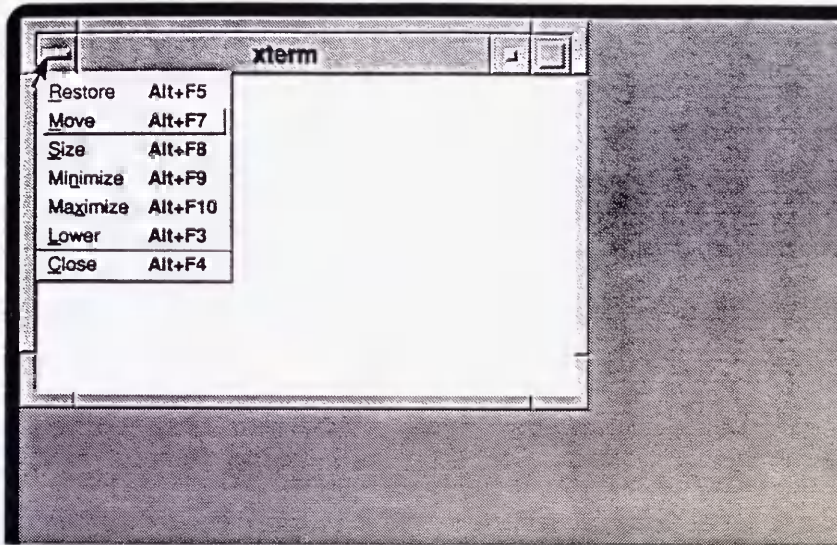 xterm
Restore Alt+F5
Move Alt+F7
Size Alt+F8
Minimize Alt+F9
Maximize Alt+F10
Lower Alt+F3
Close Alt+F4